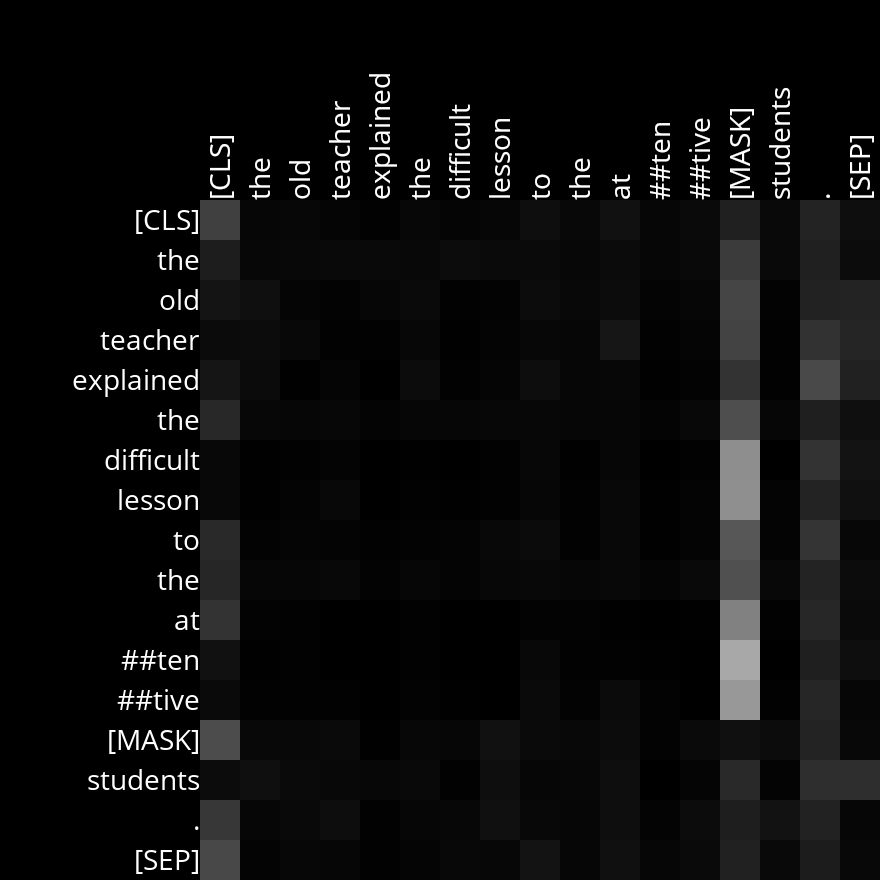 [CLS] the old teacher explained the difficult lesson to the at ##ten ##tive [MASK] students . [SEP]
[CLS]
the
old
teacher
explained
the
difficult
lesson
to
the
at
##ten
##tive
[MASK]
students
.
[SEP]